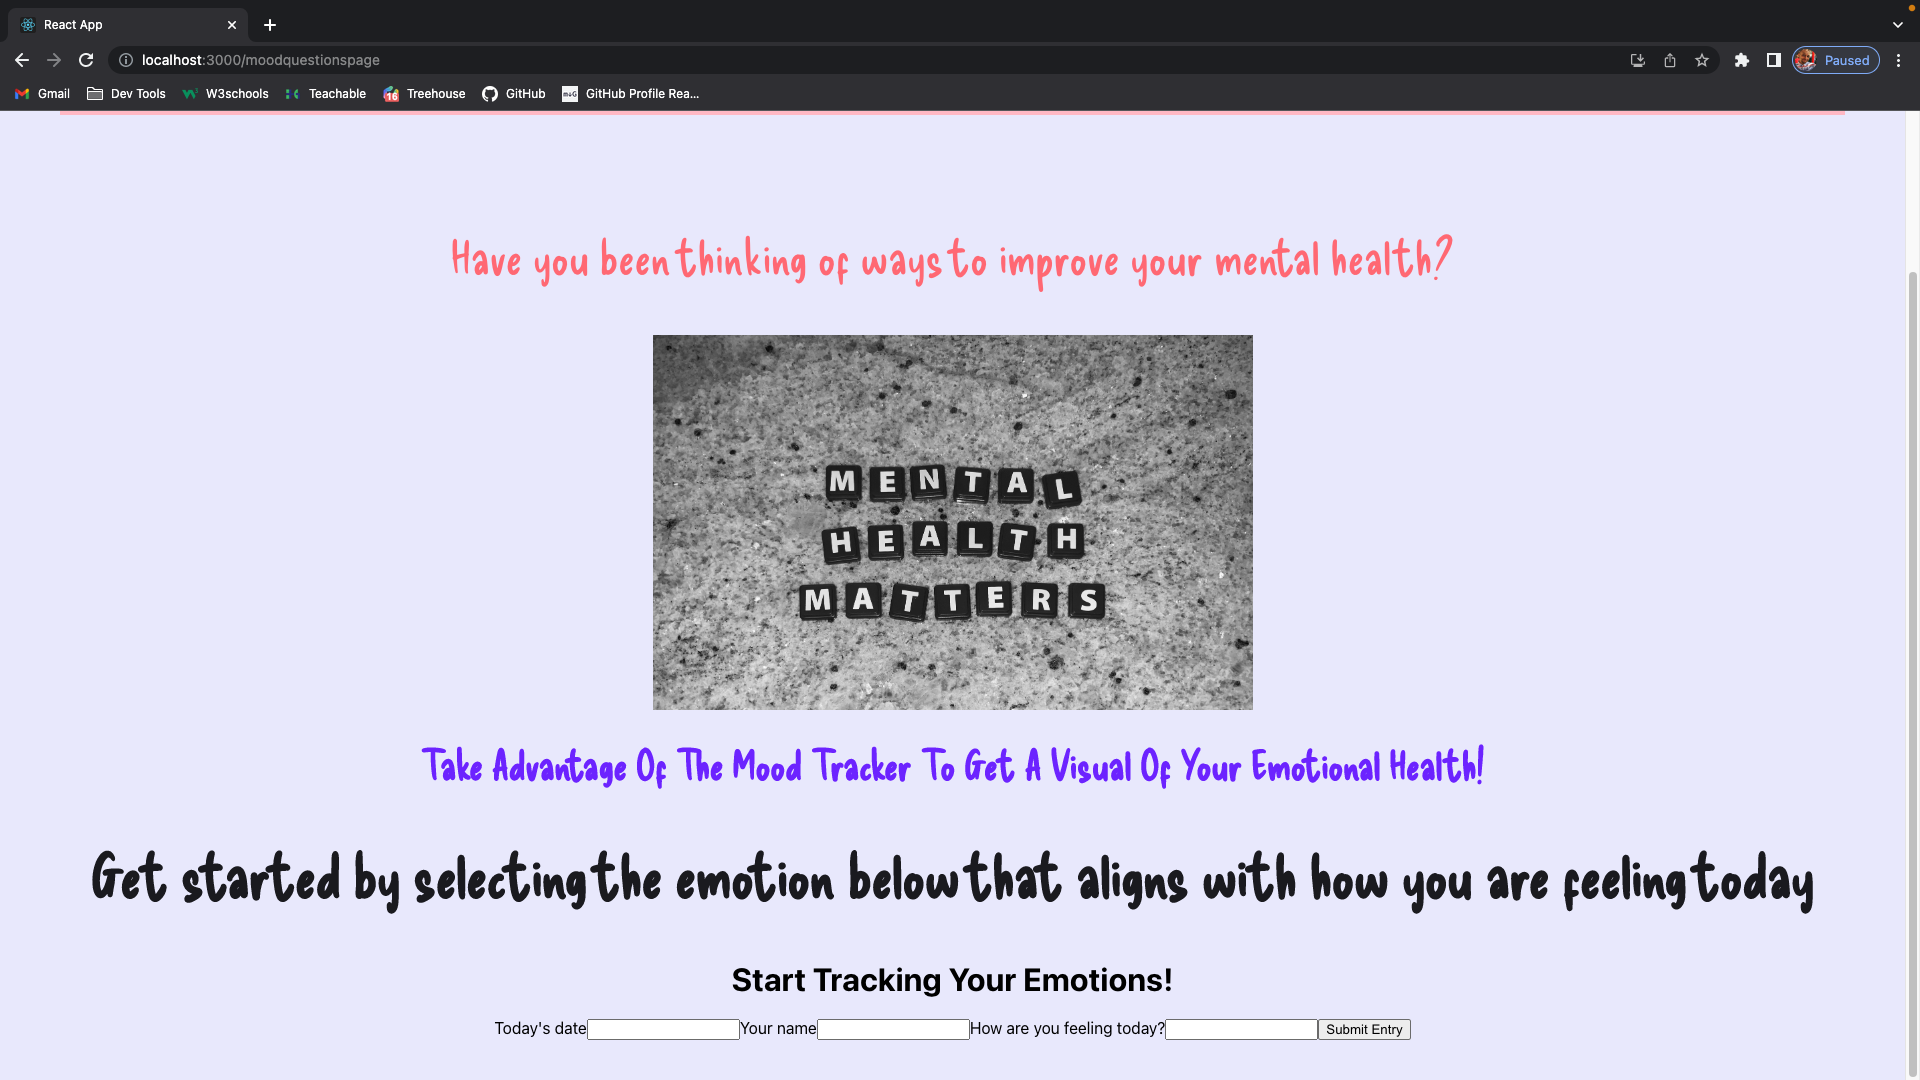 React App
localhost:3000/moodquestionspage
Paused
Gmail Dev Tools W3schools Teachable Treehouse GitHub GitHub Profile Rea...
Have you been thinking of ways to improve your mental health?
MENTAL
HEALTH
MATTERS
Take Advantage Of The Mood Tracker To Get A Visual Of Your Emotional Health!
Get started by selecting the emotion below that aligns with how you are feeling today
Start Tracking Your Emotions!
Today's date Your name How are you feeling today? Submit Entry